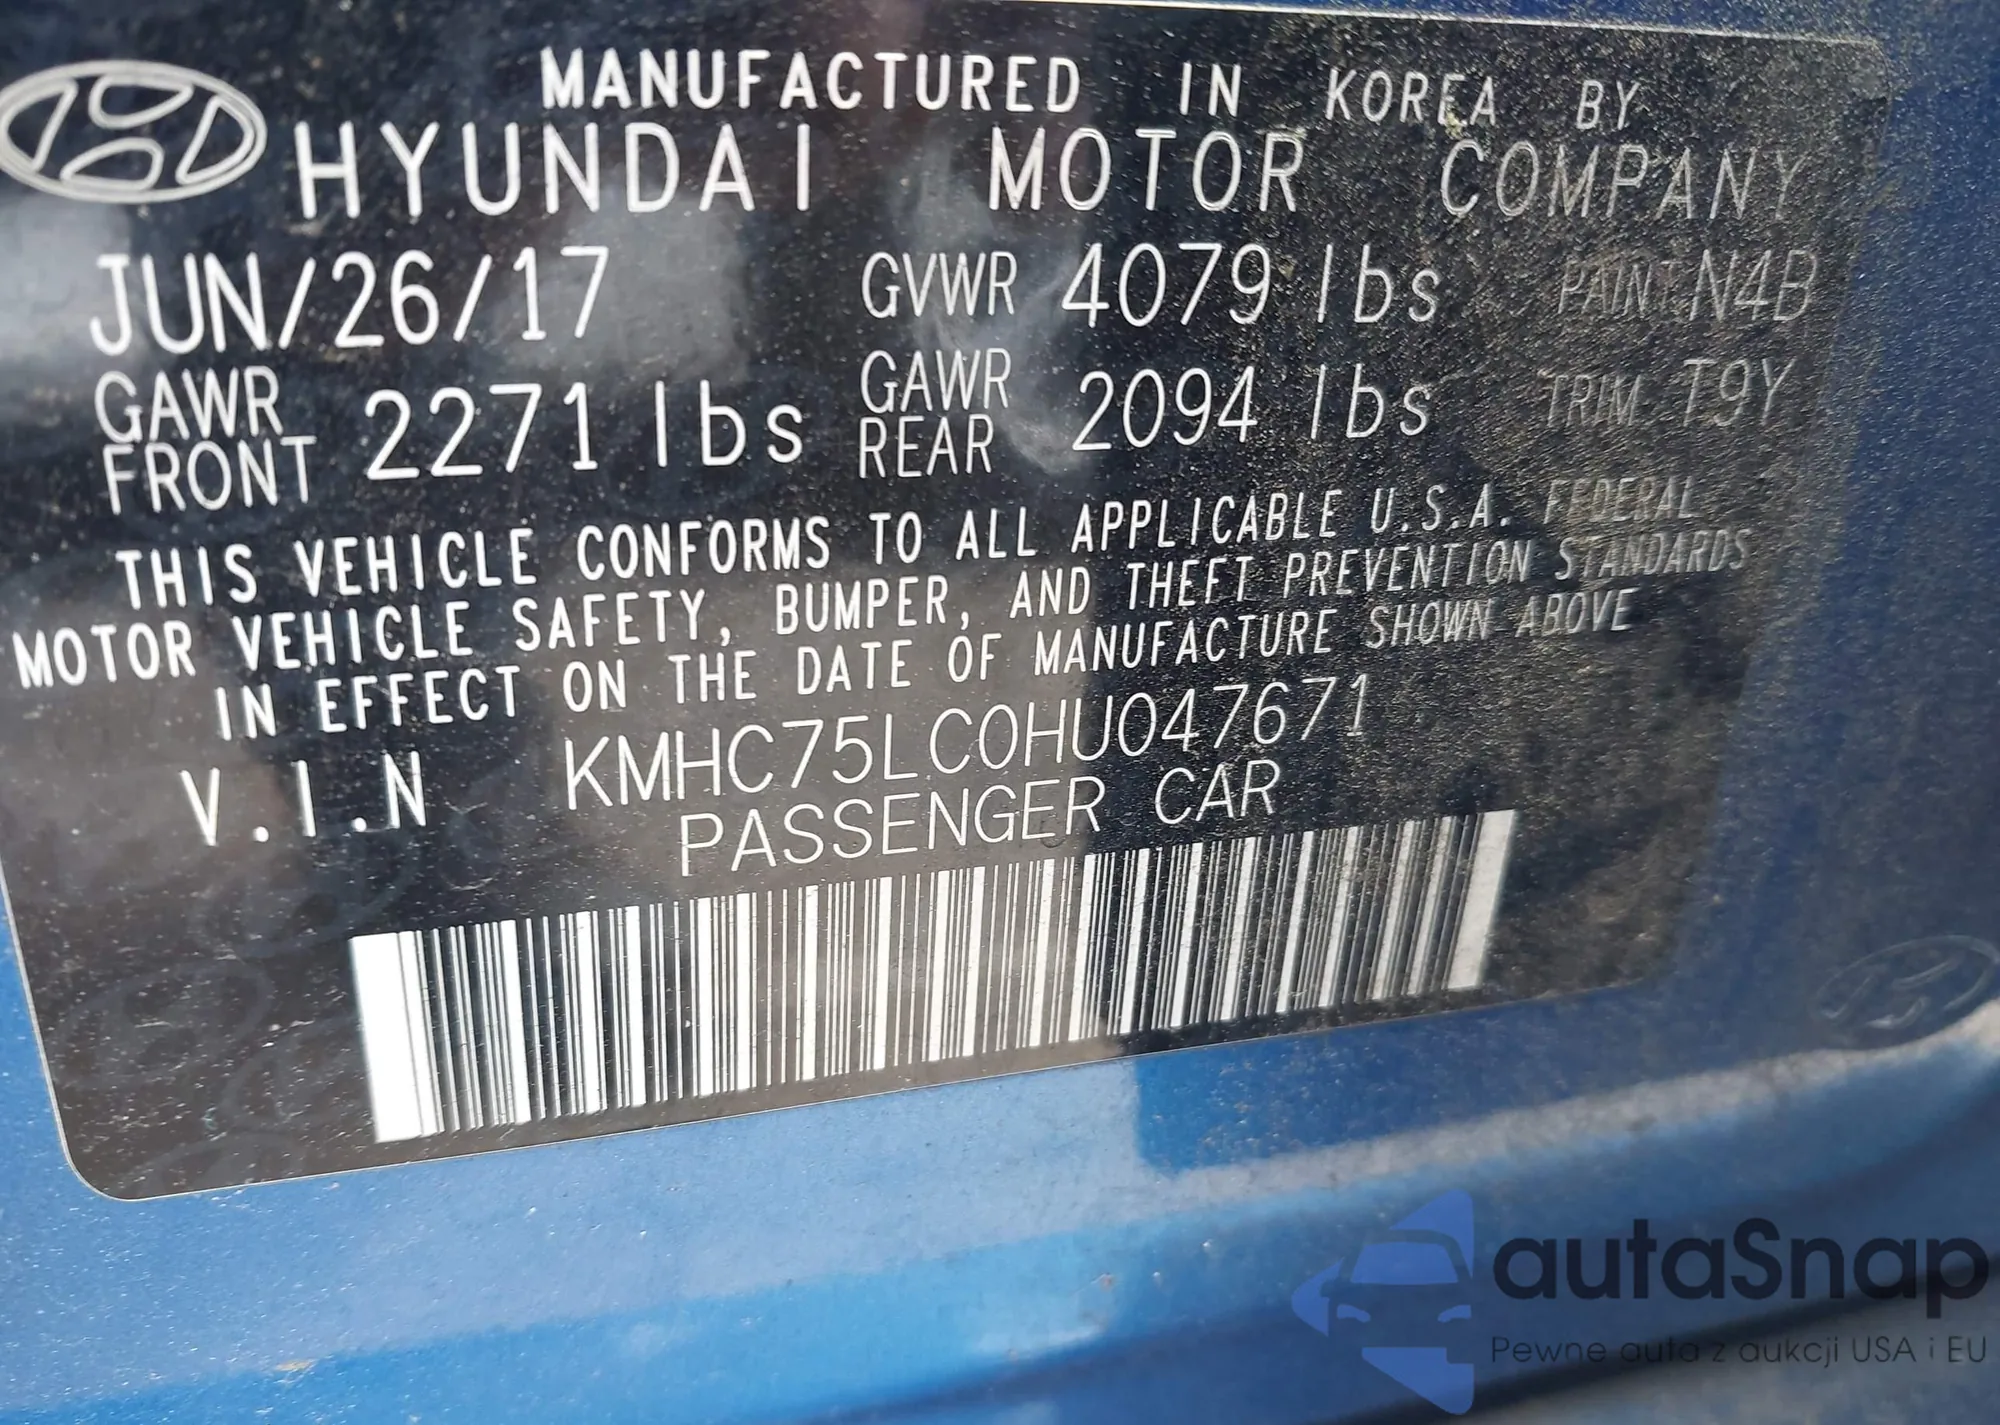 MANUFACTURED IN KOREA BY
HYUNDAI MOTOR COMPANY
JUN/26/17 GVWR 4079 lbs PAINT N4B
GAWR FRONT 2271 lbs GAWR REAR 2094 lbs TRIM T9Y
THIS VEHICLE CONFORMS TO ALL APPLICABLE U.S.A. FEDERAL
MOTOR VEHICLE SAFETY, BUMPER, AND THEFT PREVENTION STANDARDS
IN EFFECT ON THE DATE OF MANUFACTURE SHOWN ABOVE
V.I.N KMHC75LC0HU047671
PASSENGER CAR
autaSnap
Pewne auta z aukcji USA i EU